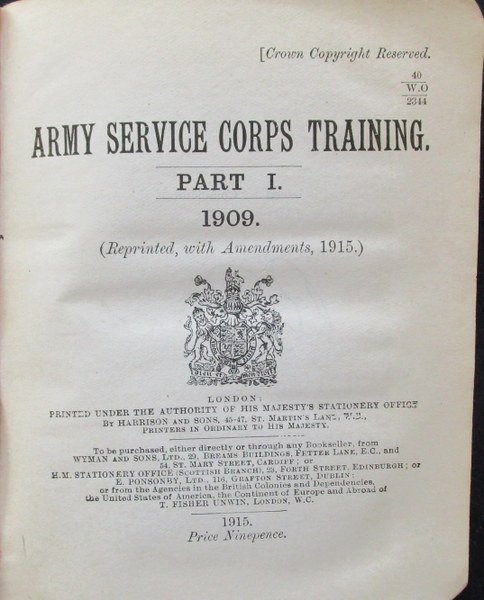 [Crown Copyright Reserved.
40
W.O
2344
ARMY SERVICE CORPS TRAINING.
PART I.
1909.
(Reprinted, with Amendments, 1915.)
LONDON:
PRINTED UNDER THE AUTHORITY OF HIS MAJESTY'S STATIONERY OFFICE
BY HARRISON AND SONS, 45-47, ST. MARTIN'S LANE, W.C.,
PRINTERS IN ORDINARY TO HIS MAJESTY.
To be purchased, either directly or through any Bookseller, from
WYMAN AND SONS, LTD., 29, BREAMS BUILDINGS, FETTER LANE, E.C., and
54, ST. MARY STREET, CARDIFF; or
H.M. STATIONERY OFFICE (SCOTTISH BRANCH), 23, FORTH STREET, EDINBURGH; or
E. PONSONBY, LTD., 116, GRAFTON STREET, DUBLIN;
or from the Agencies in the British Colonies and Dependencies,
the United States of America, the Continent of Europe and Abroad of
T. FISHER UNWIN, LONDON, W.C.
1915.
Price Ninepence.